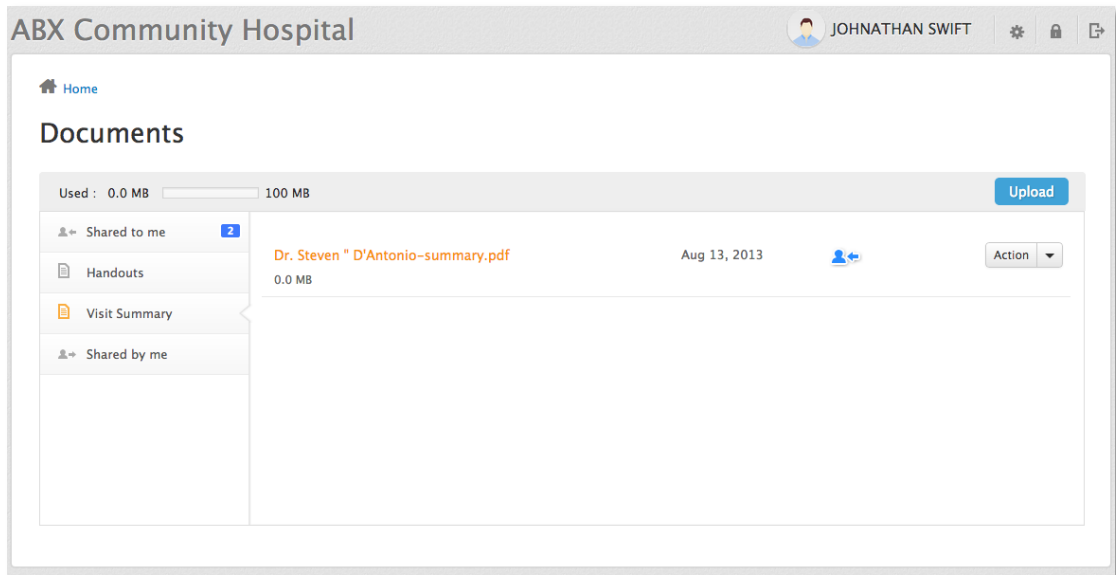 ABX Community Hospital
JOHNATHAN SWIFT
Home
Documents
Used : 0.0 MB 100 MB
Upload
Shared to me 2
Handouts
Visit Summary
Shared by me
Dr. Steven " D'Antonio-summary.pdf Aug 13, 2013 Action
0.0 MB